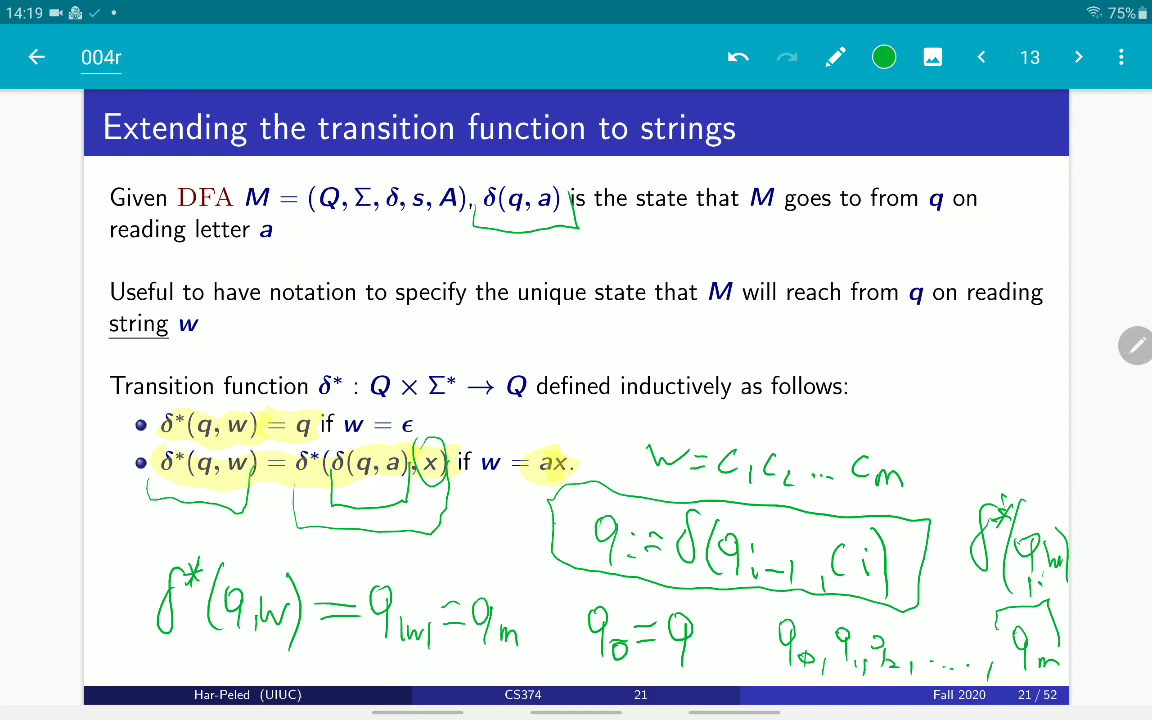 14:19 75%
004r 13
Extending the transition function to strings
Given DFA M = (Q, Σ, δ, s, A), δ(q, a) is the state that M goes to from q on
reading letter a
Useful to have notation to specify the unique state that M will reach from q on reading
string w
Transition function δ* : Q × Σ* → Q defined inductively as follows:
δ*(q, w) = q if w = ϵ
δ*(q, w) = δ*(δ(q, a), x) if w = ax.
w = c₁ c₂ ... cₘ
qᵢ = δ(qᵢ₋₁, cᵢ)
δ*(q, w)
δ*(q, w) = q|w| = qₘ
q₀ = q
q₀, q₁, q₂, ...., qₘ
Har-Peled (UIUC) CS374 21 Fall 2020 21 / 52